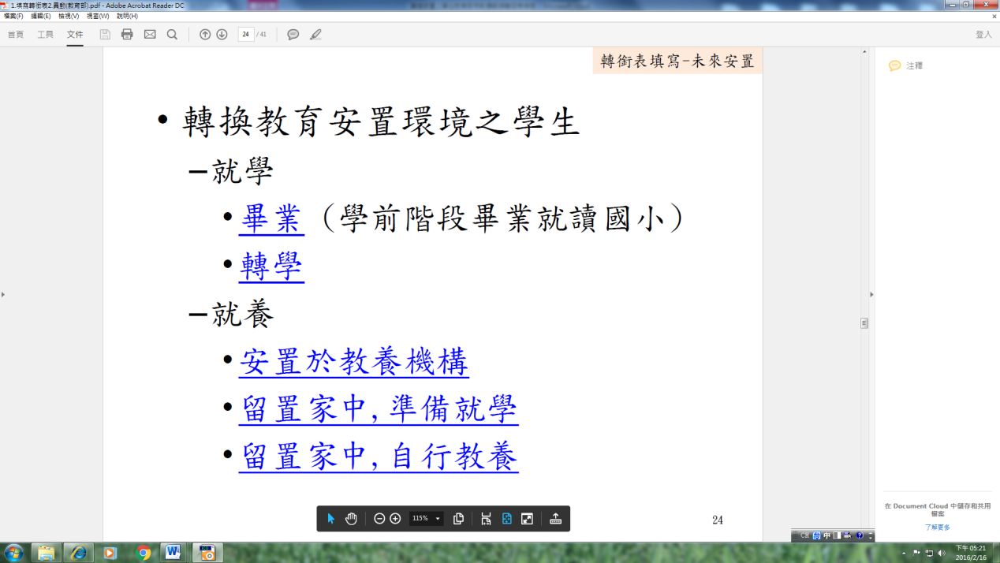 1.填寫轉銜表2.異動(教育部).pdf - Adobe Acrobat Reader DC
檔案(F) 編輯(E) 檢視(V) 視窗(W) 說明(H)
首頁 工具 文件 24 / 41 登入
轉銜表填寫-未來安置
注釋
• 轉換教育安置環境之學生
–就學
•畢業（學前階段畢業就讀國小）
•轉學
–就養
•安置於教養機構
•留置家中,準備就學
•留置家中,自行教養
在 Document Cloud 中儲存和共用
檔案
了解更多
115%
24
CH 中
下午 05:21
2016/2/16